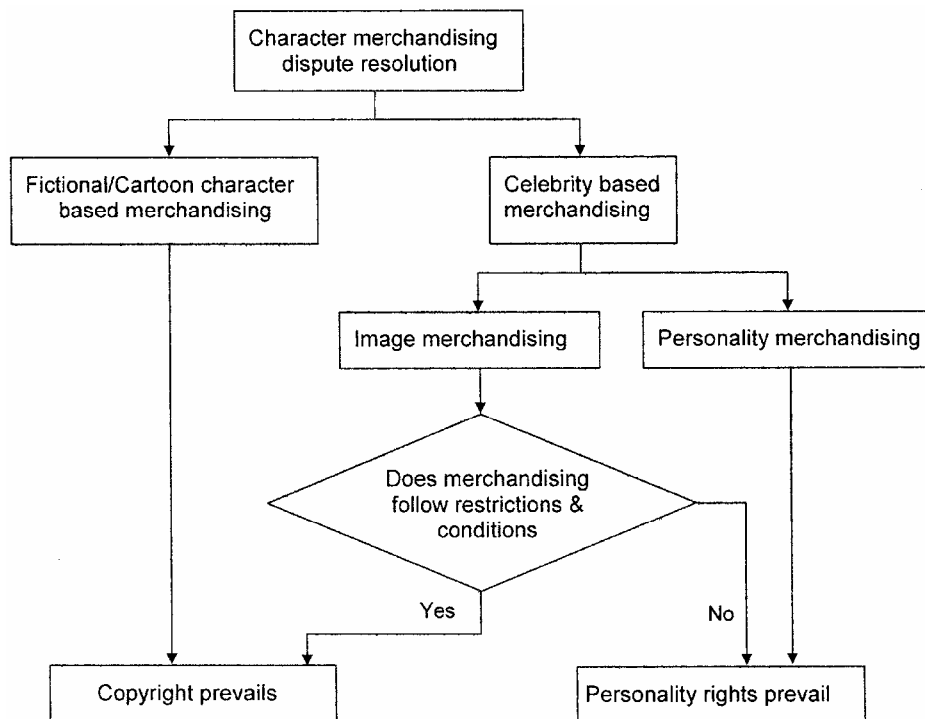 Character merchandising
dispute resolution
Fictional/Cartoon character
based merchandising
Celebrity based
merchandising
Image merchandising
Personality merchandising
Does merchandising
follow restrictions &
conditions
Yes
No
Copyright prevails
Personality rights prevail